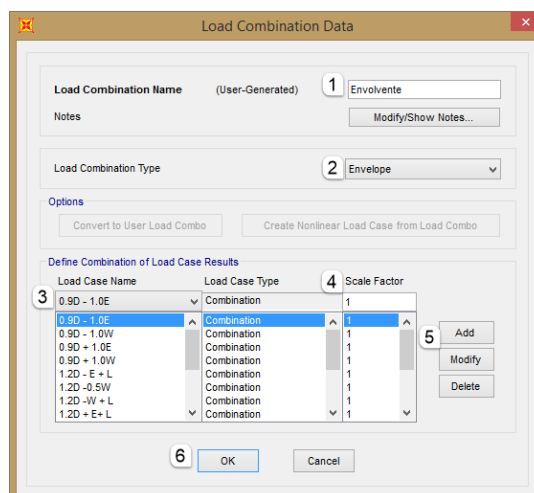 Load Combination Data
Load Combination Name (User-Generated) 1 Envolvente
Notes Modify/Show Notes...
Load Combination Type 2 Envelope
Options
Convert to User Load Combo Create Nonlinear Load Case from Load Combo
Define Combination of Load Case Results
Load Case Name Load Case Type 4 Scale Factor
3 0.9D - 1.0E Combination 1
0.9D - 1.0E Combination 1
0.9D - 1.0W Combination 1
0.9D + 1.0E Combination 1
0.9D + 1.0W Combination 1
1.2D - E + L Combination 1
1.2D -0.5W Combination 1
1.2D -W + L Combination 1
1.2D + E+ L Combination 1
5 Add
Modify
Delete
6 OK Cancel